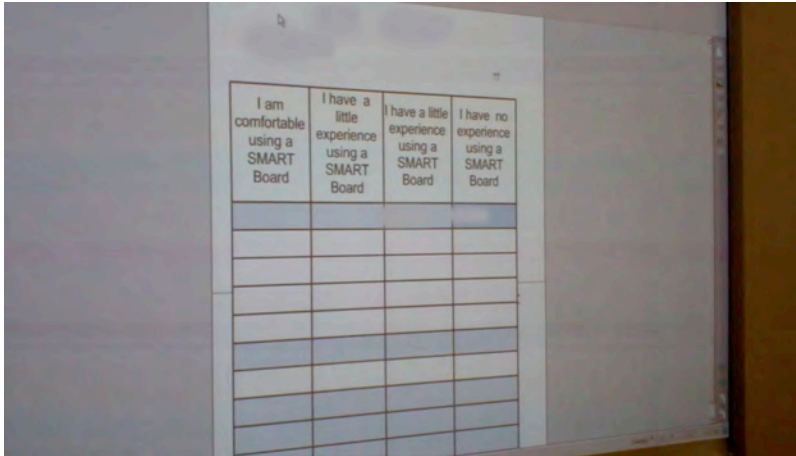 I am
comfortable
using a
SMART
Board
I have a
little
experience
using a
SMART
Board
I have a little
experience
using a
SMART
Board
I have no
experience
using a
SMART
Board